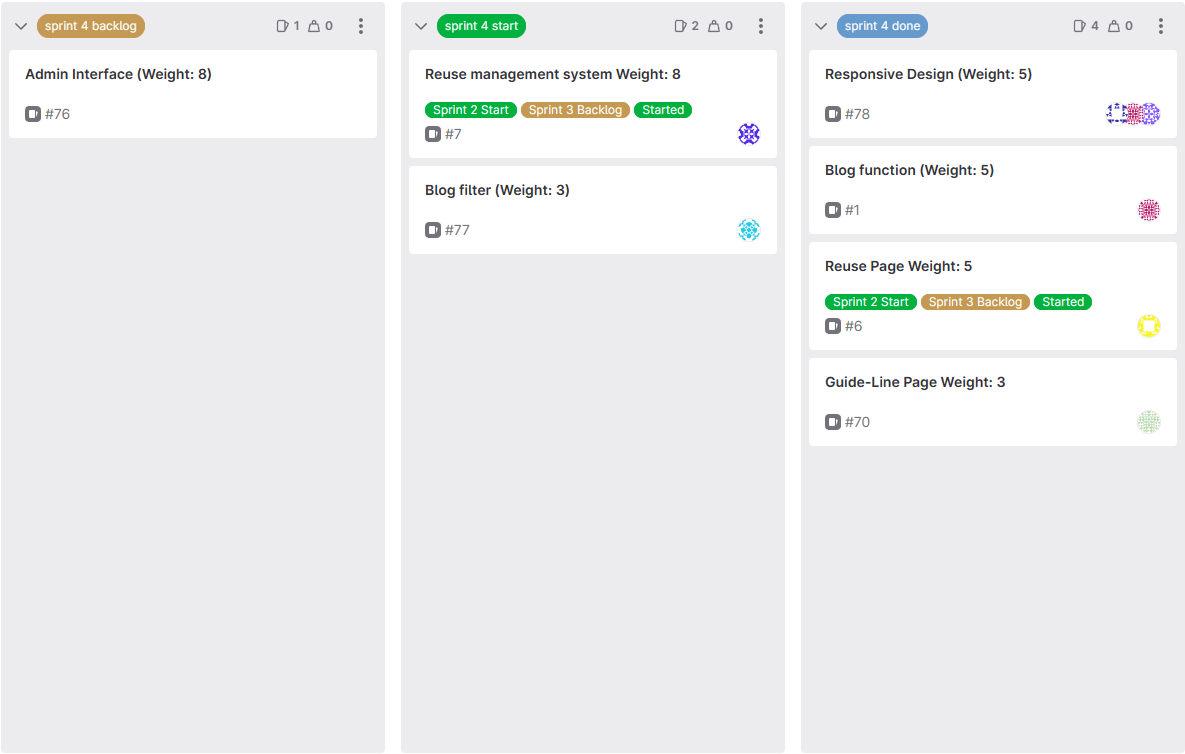 sprint 4 backlog 1 0
Admin Interface (Weight: 8)
#76
sprint 4 start 2 0
Reuse management system Weight: 8
Sprint 2 Start Sprint 3 Backlog Started
#7
Blog filter (Weight: 3)
#77
sprint 4 done 4 0
Responsive Design (Weight: 5)
#78
Blog function (Weight: 5)
#1
Reuse Page Weight: 5
Sprint 2 Start Sprint 3 Backlog Started
#6
Guide-Line Page Weight: 3
#70